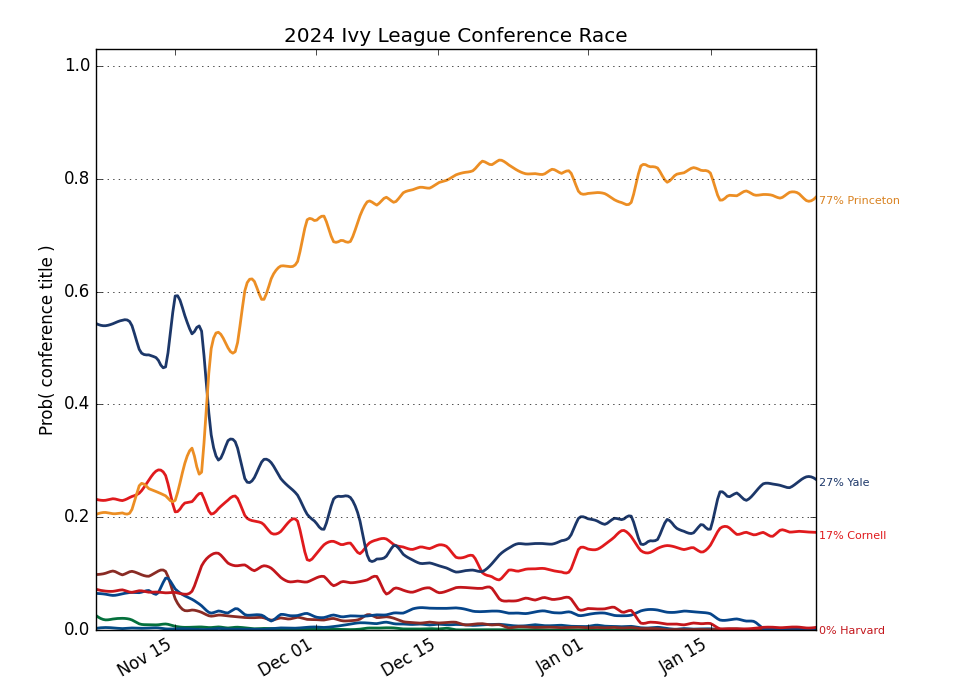 2024 Ivy League Conference Race
Prob( conference title )
1.0
0.8
0.6
0.4
0.2
0.0
77% Princeton
27% Yale
17% Cornell
0% Harvard
Nov 15
Dec 01
Dec 15
Jan 01
Jan 15